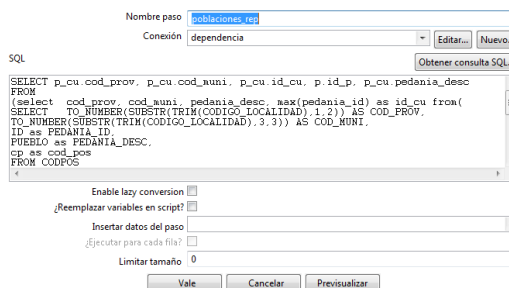 Nombre paso poblaciones_rep
Conexión dependencia Editar... Nuevo.
SQL Obtener consulta SQL.
SELECT p_cu.cod_prov, p_cu.cod_muni, p_cu.id_cu, p.id_p, p_cu.pedania_desc
FROM
(select cod_prov, cod_muni, pedania_desc, max(pedania_id) as id_cu from(
SELECT TO_NUMBER(SUBSTR(TRIM(CODIGO_LOCALIDAD),1,2)) AS COD_PROV,
TO_NUMBER(SUBSTR(TRIM(CODIGO_LOCALIDAD),3,3)) AS COD_MUNI,
ID as PEDANIA_ID,
PUEBLO as PEDANIA_DESC,
cp as cod_pos
FROM CODPOS
Enable lazy conversion
¿Reemplazar variables en script?
Insertar datos del paso
¿Ejecutar para cada fila?
Limitar tamaño 0
Vale Cancelar Previsualizar